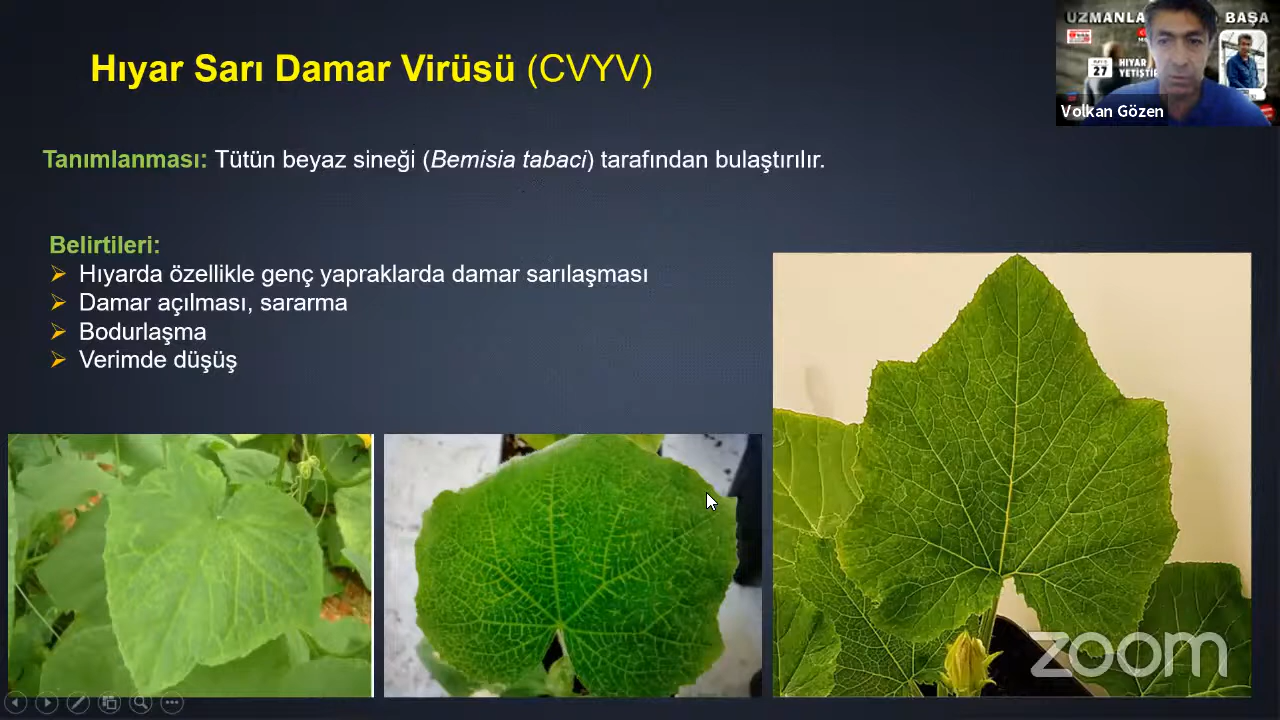 Hıyar Sarı Damar Virüsü (CVYV)
UZMANLA BAŞA
27
HIYAR
YETİŞTİR
Volkan Gözen
Tanımlanması: Tütün beyaz sineği (Bemisia tabaci) tarafından bulaştırılır.
Belirtileri:
Hıyarda özellikle genç yapraklarda damar sarılaşması
Damar açılması, sararma
Bodurlaşma
Verimde düşüş
zoom